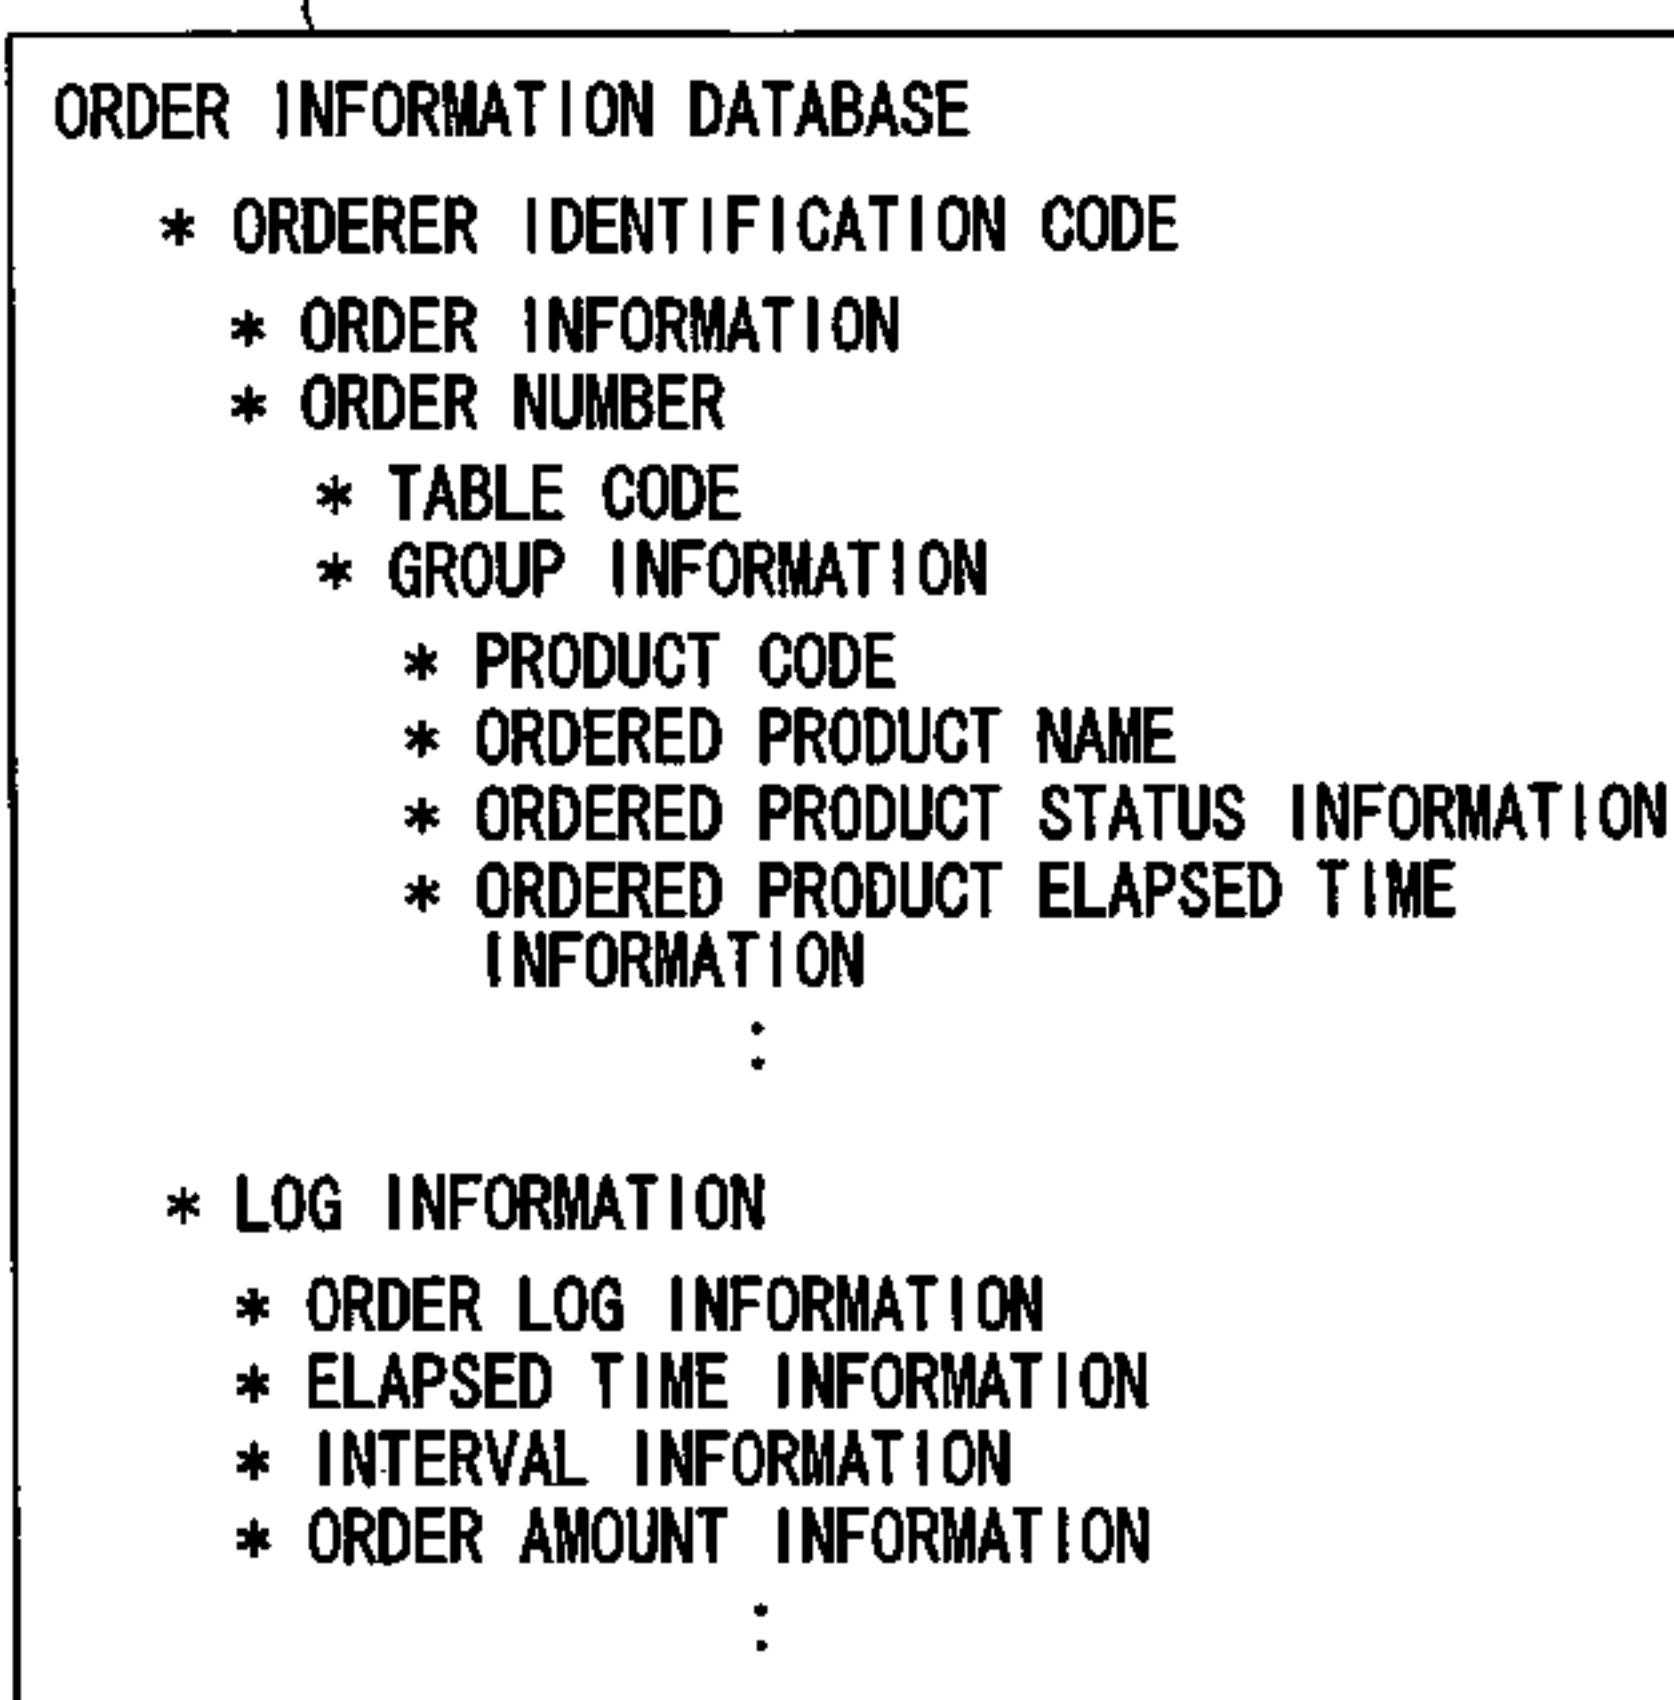 ORDER INFORMATION DATABASE
* ORDERER IDENTIFICATION CODE
* ORDER INFORMATION
* ORDER NUMBER
* TABLE CODE
* GROUP INFORMATION
* PRODUCT CODE
* ORDERED PRODUCT NAME
* ORDERED PRODUCT STATUS INFORMATION
* ORDERED PRODUCT ELAPSED TIME
INFORMATION
:
* LOG INFORMATION
* ORDER LOG INFORMATION
* ELAPSED TIME INFORMATION
* INTERVAL INFORMATION
* ORDER AMOUNT INFORMATION
: